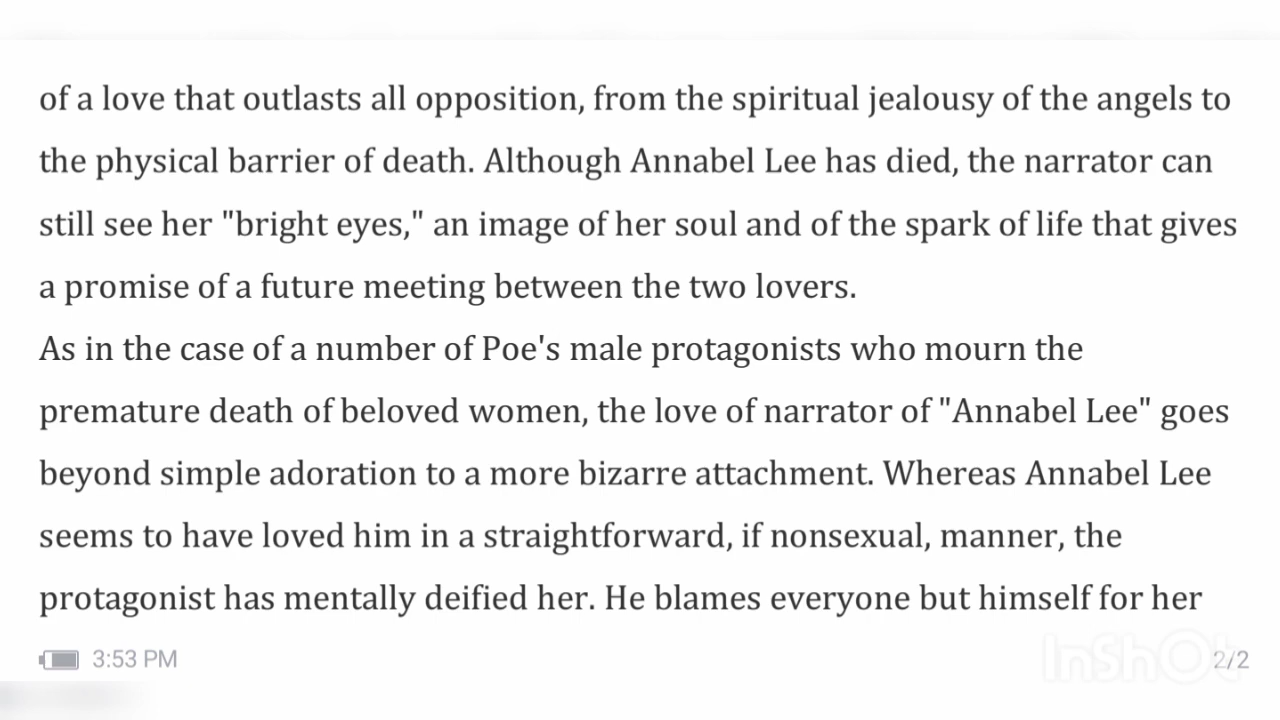 of a love that outlasts all opposition, from the spiritual jealousy of the angels to
the physical barrier of death. Although Annabel Lee has died, the narrator can
still see her "bright eyes," an image of her soul and of the spark of life that gives
a promise of a future meeting between the two lovers.
As in the case of a number of Poe's male protagonists who mourn the
premature death of beloved women, the love of narrator of "Annabel Lee" goes
beyond simple adoration to a more bizarre attachment. Whereas Annabel Lee
seems to have loved him in a straightforward, if nonsexual, manner, the
protagonist has mentally deified her. He blames everyone but himself for her
3:53 PM InShOt 2/2